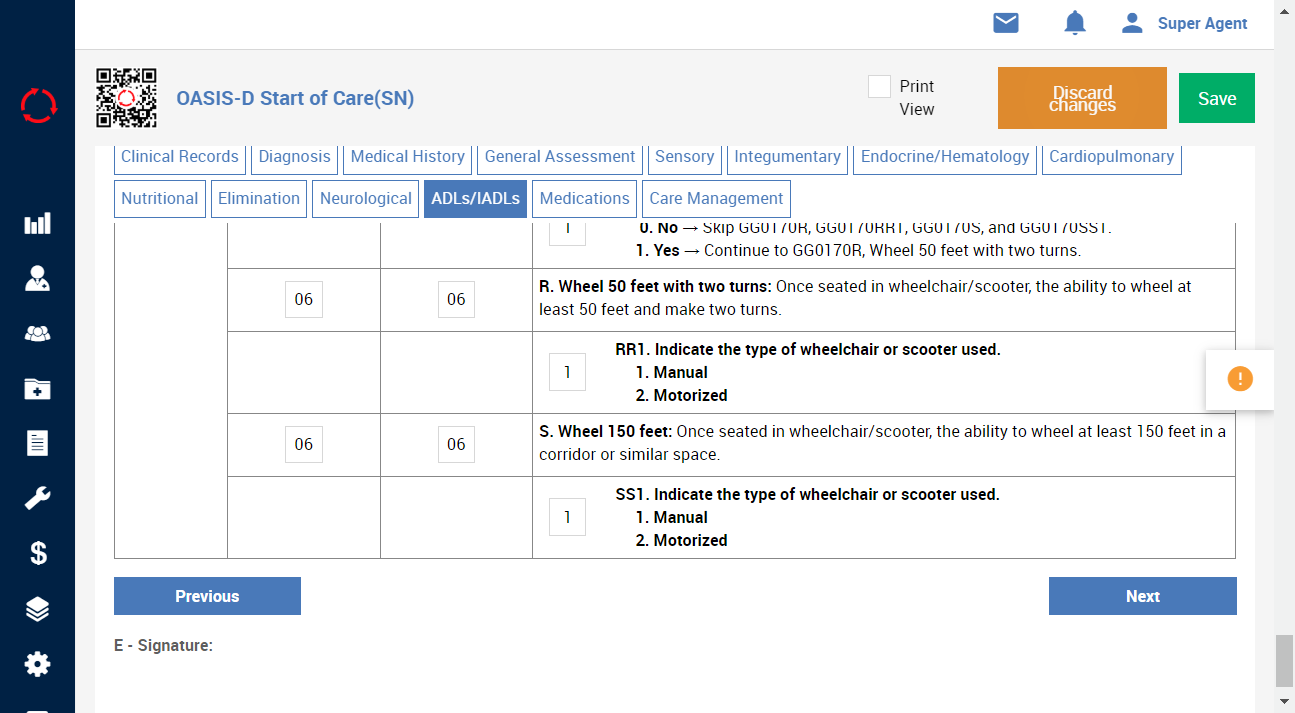 Super Agent
OASIS-D Start of Care(SN)
Print
View
Discard
changes
Save
Clinical Records
Diagnosis
Medical History
General Assessment
Sensory
Integumentary
Endocrine/Hematology
Cardiopulmonary
Nutritional
Elimination
Neurological
ADLs/IADLs
Medications
Care Management
1
0. No → Skip GG0170R, GG0170RR1, GG0170S, and GG0170SS1.
1. Yes → Continue to GG0170R, Wheel 50 feet with two turns.
06
06
R. Wheel 50 feet with two turns: Once seated in wheelchair/scooter, the ability to wheel at
least 50 feet and make two turns.
1
RR1. Indicate the type of wheelchair or scooter used.
1. Manual
2. Motorized
06
06
S. Wheel 150 feet: Once seated in wheelchair/scooter, the ability to wheel at least 150 feet in a
corridor or similar space.
1
SS1. Indicate the type of wheelchair or scooter used.
1. Manual
2. Motorized
Previous
Next
E - Signature: